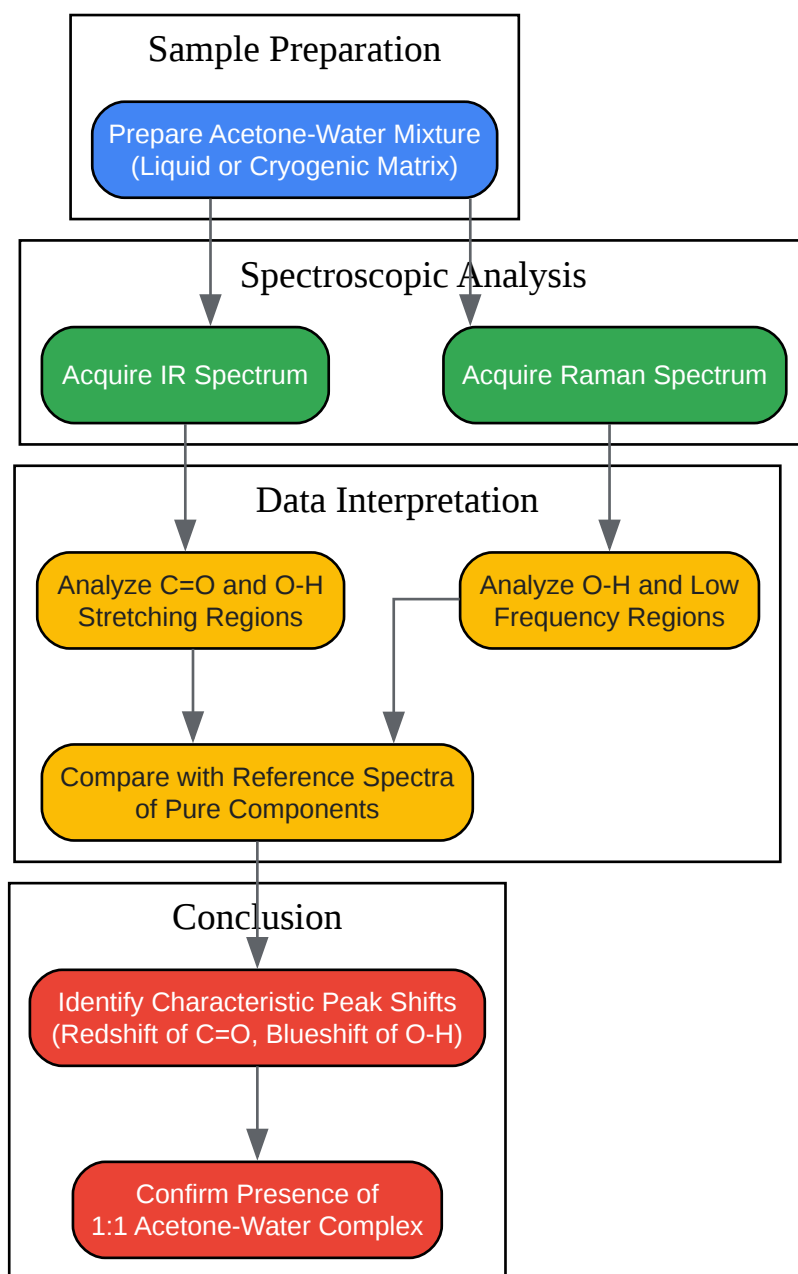 Sample Preparation
Prepare Acetone-Water Mixture
(Liquid or Cryogenic Matrix)
Spectroscopic Analysis
Acquire IR Spectrum
Acquire Raman Spectrum
Data Interpretation
Analyze C=O and O-H
Stretching Regions
Analyze O-H and Low
Frequency Regions
Compare with Reference Spectra
of Pure Components
Conclusion
Identify Characteristic Peak Shifts
(Redshift of C=O, Blueshift of O-H)
Confirm Presence of
1:1 Acetone-Water Complex